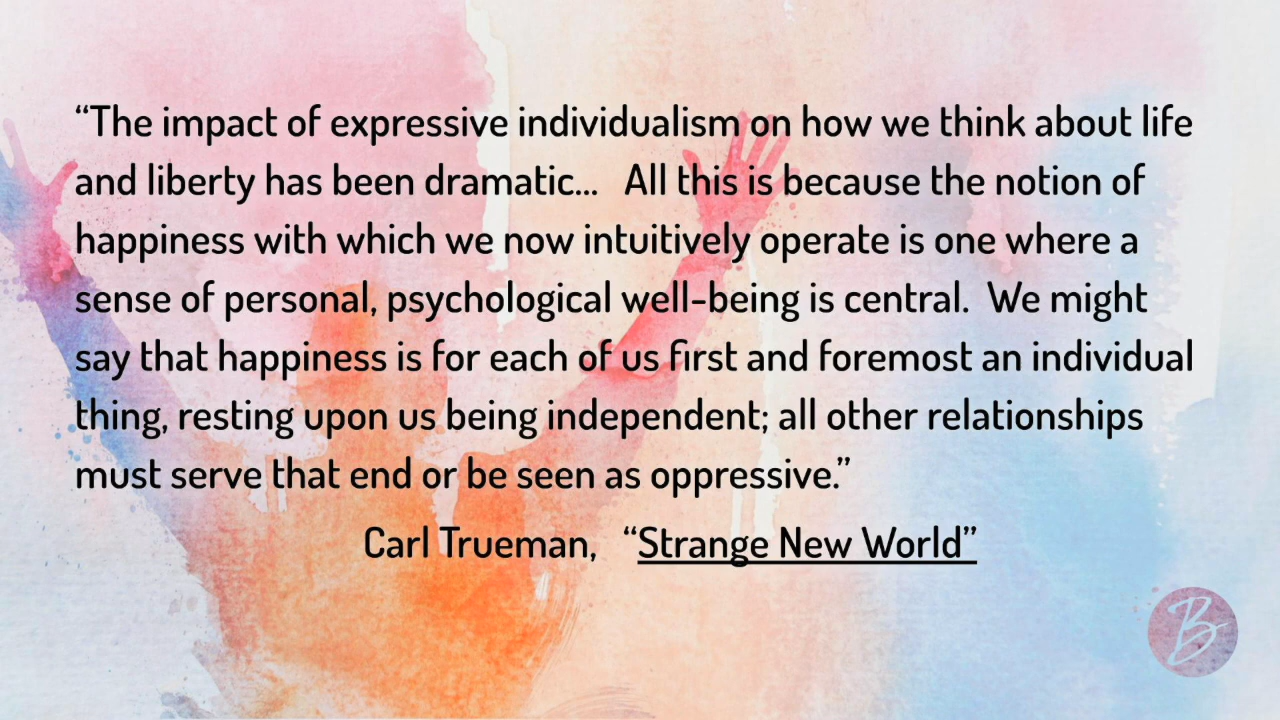 “The impact of expressive individualism on how we think about life
and liberty has been dramatic...   All this is because the notion of
happiness with which we now intuitively operate is one where a
sense of personal, psychological well-being is central.  We might
say that happiness is for each of us first and foremost an individual
thing, resting upon us being independent; all other relationships
must serve that end or be seen as oppressive.”
Carl Trueman,   “Strange New World”
B